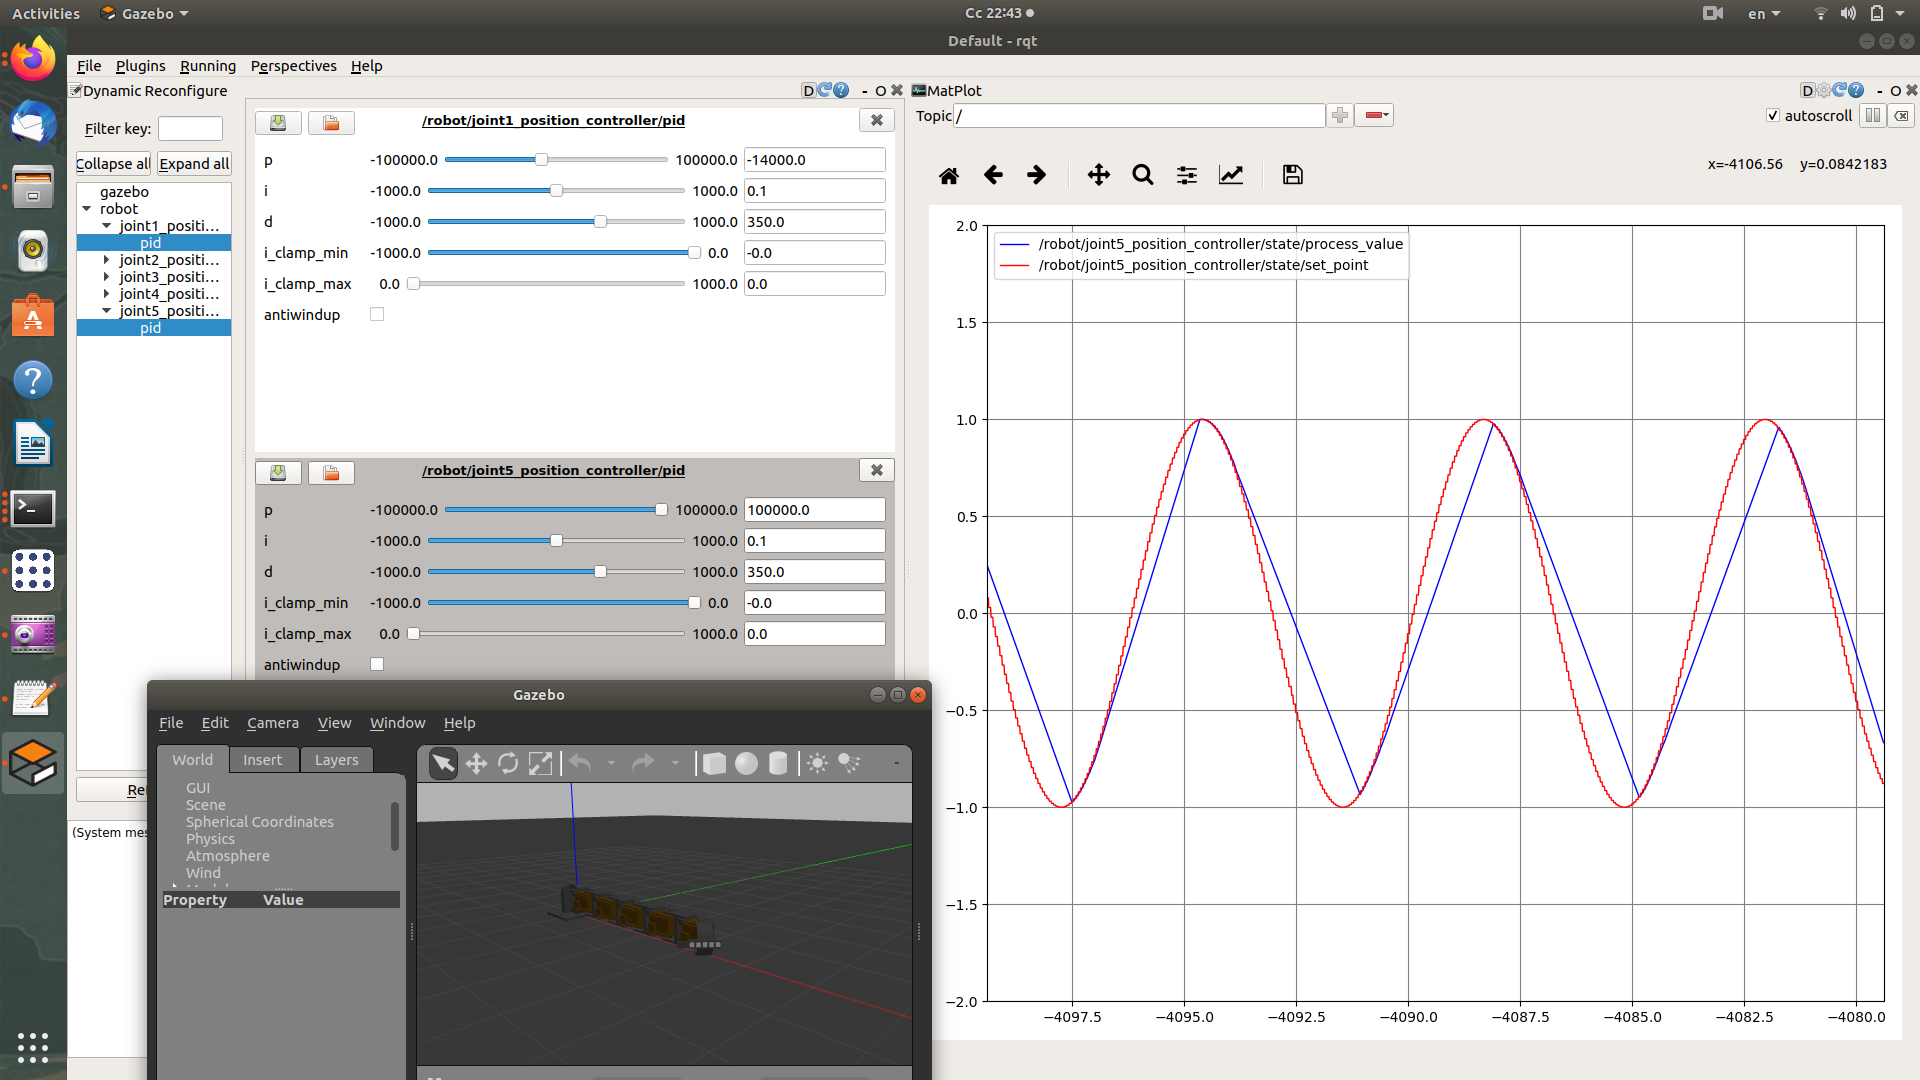 Activities
Gazebo
Сс 22:43
en
Default - rqt
File Plugins Running Perspectives Help
Dynamic Reconfigure
D
- O
Filter key:
Collapse all
Expand all
gazebo
robot
joint1_positi...
pid
joint2_positi...
joint3_positi...
joint4_positi...
joint5_positi...
pid
/robot/joint1_position_controller/pid
p -100000.0 100000.0 -14000.0
i -1000.0 1000.0 0.1
d -1000.0 1000.0 350.0
i_clamp_min -1000.0 0.0 -0.0
i_clamp_max 0.0 1000.0 0.0
antiwindup
/robot/joint5_position_controller/pid
p -100000.0 100000.0 100000.0
i -1000.0 1000.0 0.1
d -1000.0 1000.0 350.0
i_clamp_min -1000.0 0.0 -0.0
i_clamp_max 0.0 1000.0 0.0
antiwindup
(System mes
MatPlot
D
- O
Topic /
autoscroll
x=-4106.56 y=0.0842183
/robot/joint5_position_controller/state/process_value
/robot/joint5_position_controller/state/set_point
2.0
1.5
1.0
0.5
0.0
−0.5
−1.0
−1.5
−2.0
−4097.5 −4095.0 −4092.5 −4090.0 −4087.5 −4085.0 −4082.5 −4080.0
Gazebo
File Edit Camera View Window Help
World Insert Layers
GUI
Scene
Spherical Coordinates
Physics
Atmosphere
Wind
Property Value